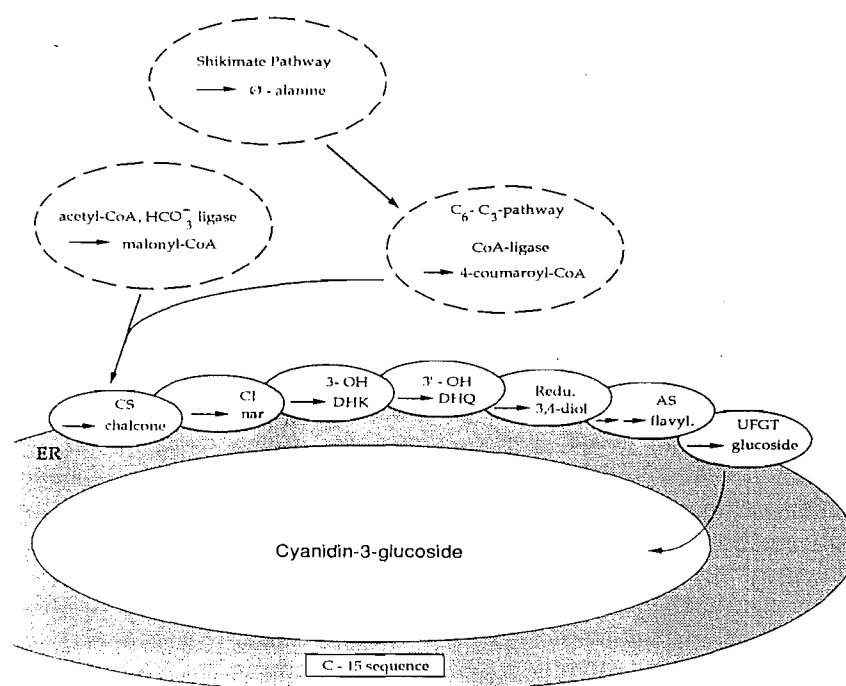 Shikimate Pathway
Ø - alanine
acetyl-CoA, HCO₃⁻ ligase
malonyl-CoA
C₆- C₃-pathway
CoA-ligase
4-coumaroyl-CoA
CS
chalcone
CI
nar
3- OH
DHK
3' - OH
DHQ
Redu.
3,4-diol
AS
flavyl.
UFGT
glucoside
ER
Cyanidin-3-glucoside
C - 15 sequence